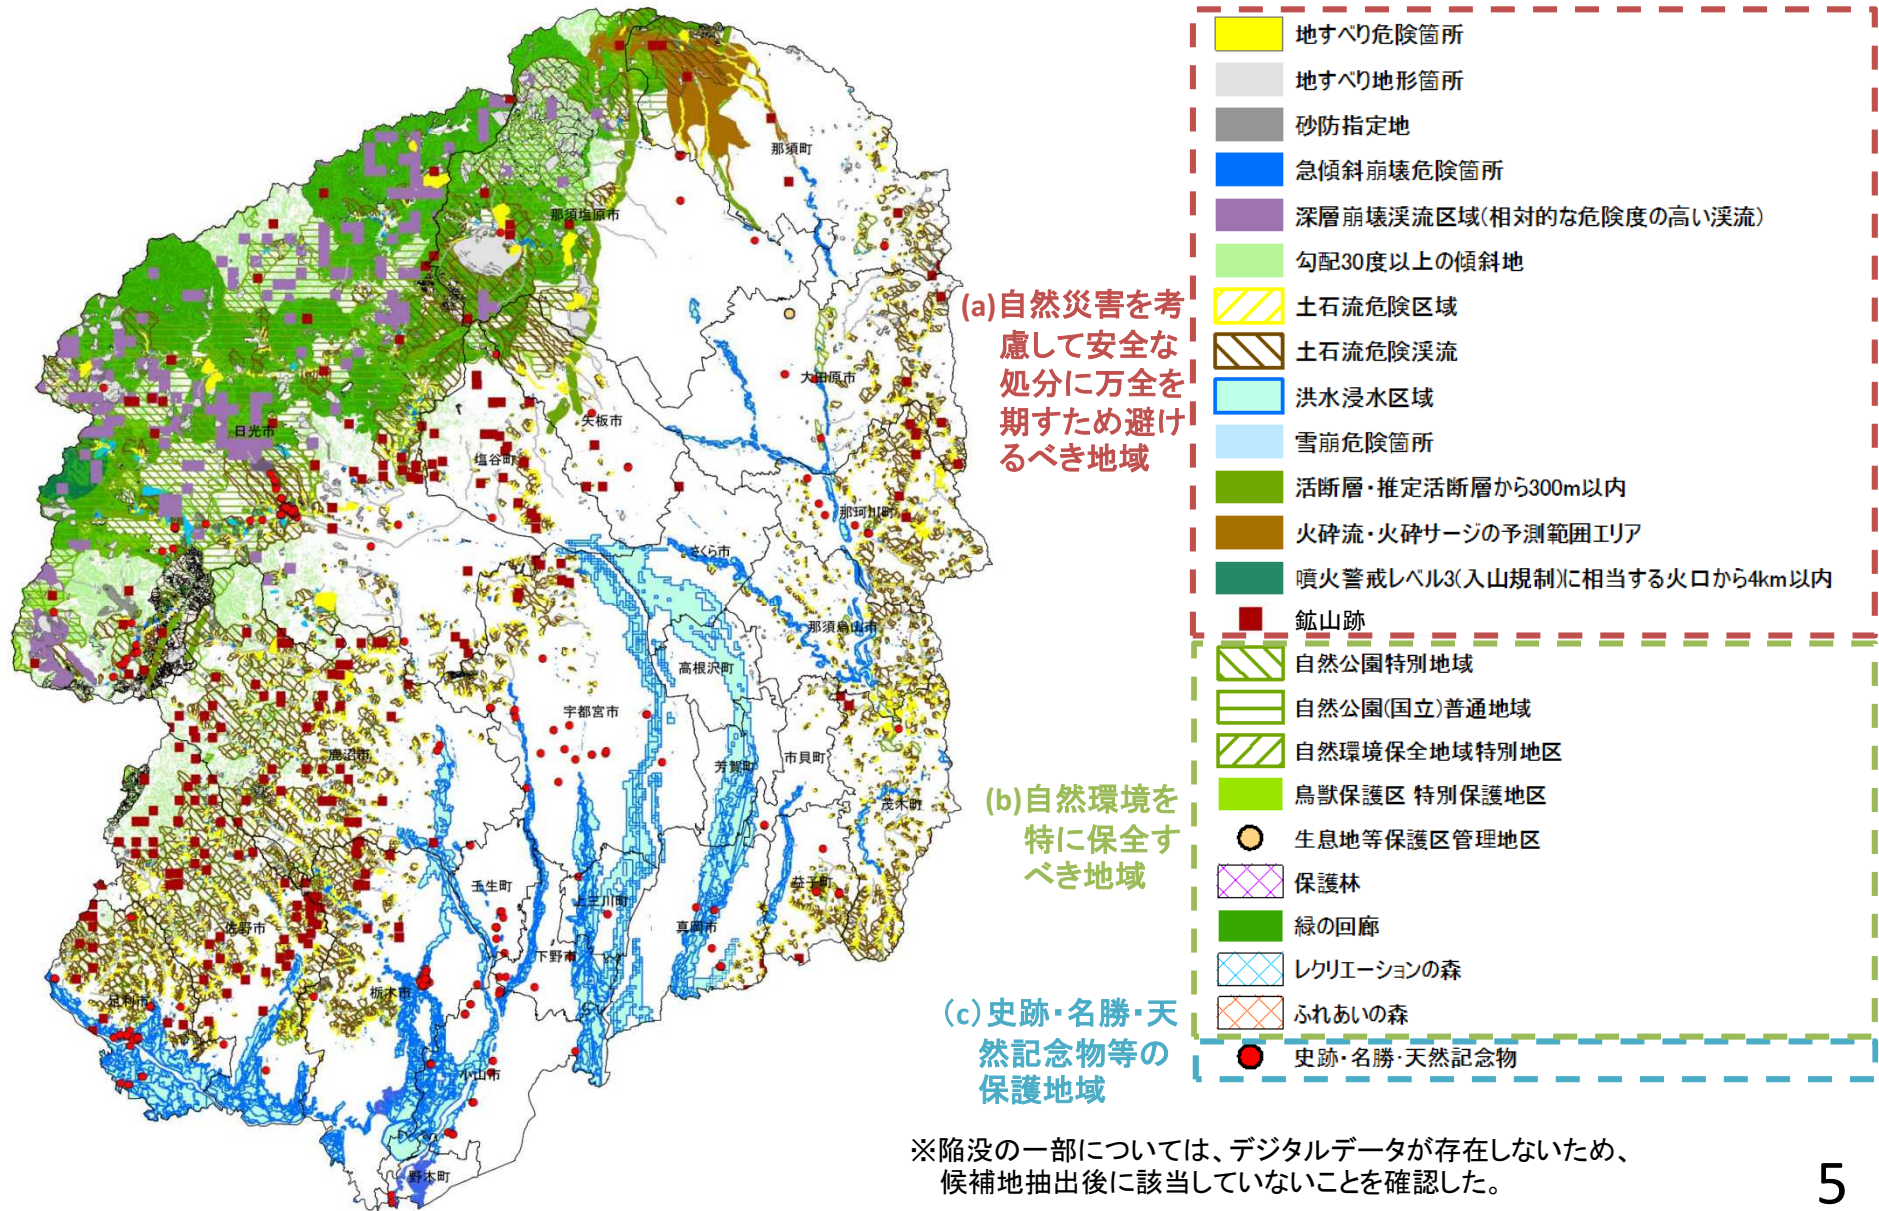 地すべり危険箇所
地すべり地形箇所
砂防指定地
急傾斜崩壊危険箇所
深層崩壊渓流区域(相対的な危険度の高い渓流)
勾配30度以上の傾斜地
土石流危険区域
土石流危険渓流
洪水浸水区域
雪崩危険箇所
活断層・推定活断層から300m以内
火砕流・火砕サージの予測範囲エリア
噴火警戒レベル3(入山規制)に相当する火口から4km以内
鉱山跡
自然公園特別地域
自然公園(国立)普通地域
自然環境保全地域特別地区
鳥獣保護区 特別保護地区
生息地等保護区管理地区
保護林
緑の回廊
レクリエーションの森
ふれあいの森
史跡・名勝・天然記念物
(a)自然災害を考
慮して安全な
処分に万全を
期すため避け
るべき地域
(b)自然環境を
特に保全す
べき地域
(c)史跡・名勝・天
然記念物等の
保護地域
那須町
那須塩原市
大田原市
矢板市
日光市
塩谷町
那珂川町
さくら市
那須烏山市
高根沢町
宇都宮市
鹿沼市
芳賀町
市貝町
茂木町
壬生町
上三川町
益子町
真岡市
下野市
佐野市
栃木市
足利市
小山市
野木町
※陥没の一部については、デジタルデータが存在しないため、
候補地抽出後に該当していないことを確認した。
5